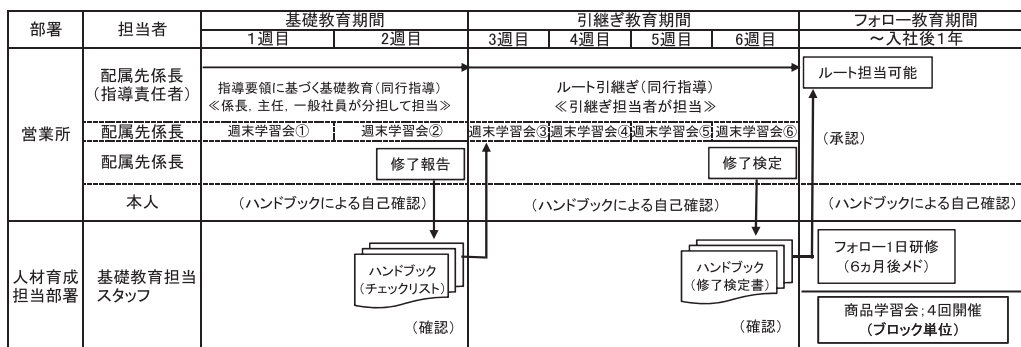 部署
担当者
基礎教育期間
引継ぎ教育期間
フォロー教育期間
1週目
2週目
3週目
4週目
5週目
6週目
～入社後1年
営業所
配属先係長
(指導責任者)
指導要領に基づく基礎教育(同行指導)
≪係長, 主任, 一般社員が分担して担当≫
ルート引継ぎ(同行指導)
≪引継ぎ担当者が担当≫
ルート担当可能
配属先係長
週末学習会①
週末学習会②
週末学習会③
週末学習会④
週末学習会⑤
週末学習会⑥
(承認)
配属先係長
修了報告
修了検定
本人
(ハンドブックによる自己確認)
(ハンドブックによる自己確認)
(ハンドブックによる自己確認)
人材育成
担当部署
基礎教育担当
スタッフ
ハンドブック
(チェックリスト)
(確認)
ハンドブック
(修了検定書)
(確認)
フォロー1日研修
(6ヵ月後メド)
商品学習会;4回開催
(ブロック単位)